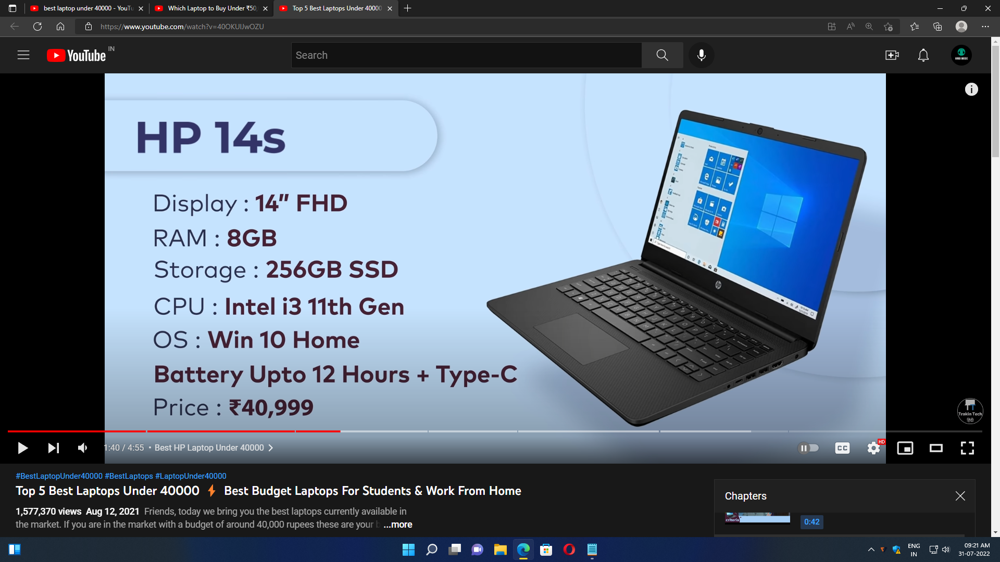 best laptop under 40000 - YouTu
Which Laptop to Buy Under ₹50,
Top 5 Best Laptops Under 40000
https://www.youtube.com/watch?v=40OKUIJwOZU
YouTube IN
Search
HINDI MUSIC
HP 14s
Display : 14" FHD
RAM : 8GB
Storage : 256GB SSD
CPU : Intel i3 11th Gen
OS : Win 10 Home
Battery Upto 12 Hours + Type-C
Price : ₹40,999
hp
Trakin Tech
हिंदी
1:40 / 4:55 • Best HP Laptop Under 40000
CC
HD
#BestLaptopUnder40000 #BestLaptops #LaptopUnder40000
Top 5 Best Laptops Under 40000 ⚡ Best Budget Laptops For Students & Work From Home
1,577,370 views Aug 12, 2021 Friends, today we bring you the best laptops currently available in
the market. If you are in the market with a budget of around 40,000 rupees these are your b ...more
Chapters
criteria
0:42
ENG
IN
09:21 AM
31-07-2022